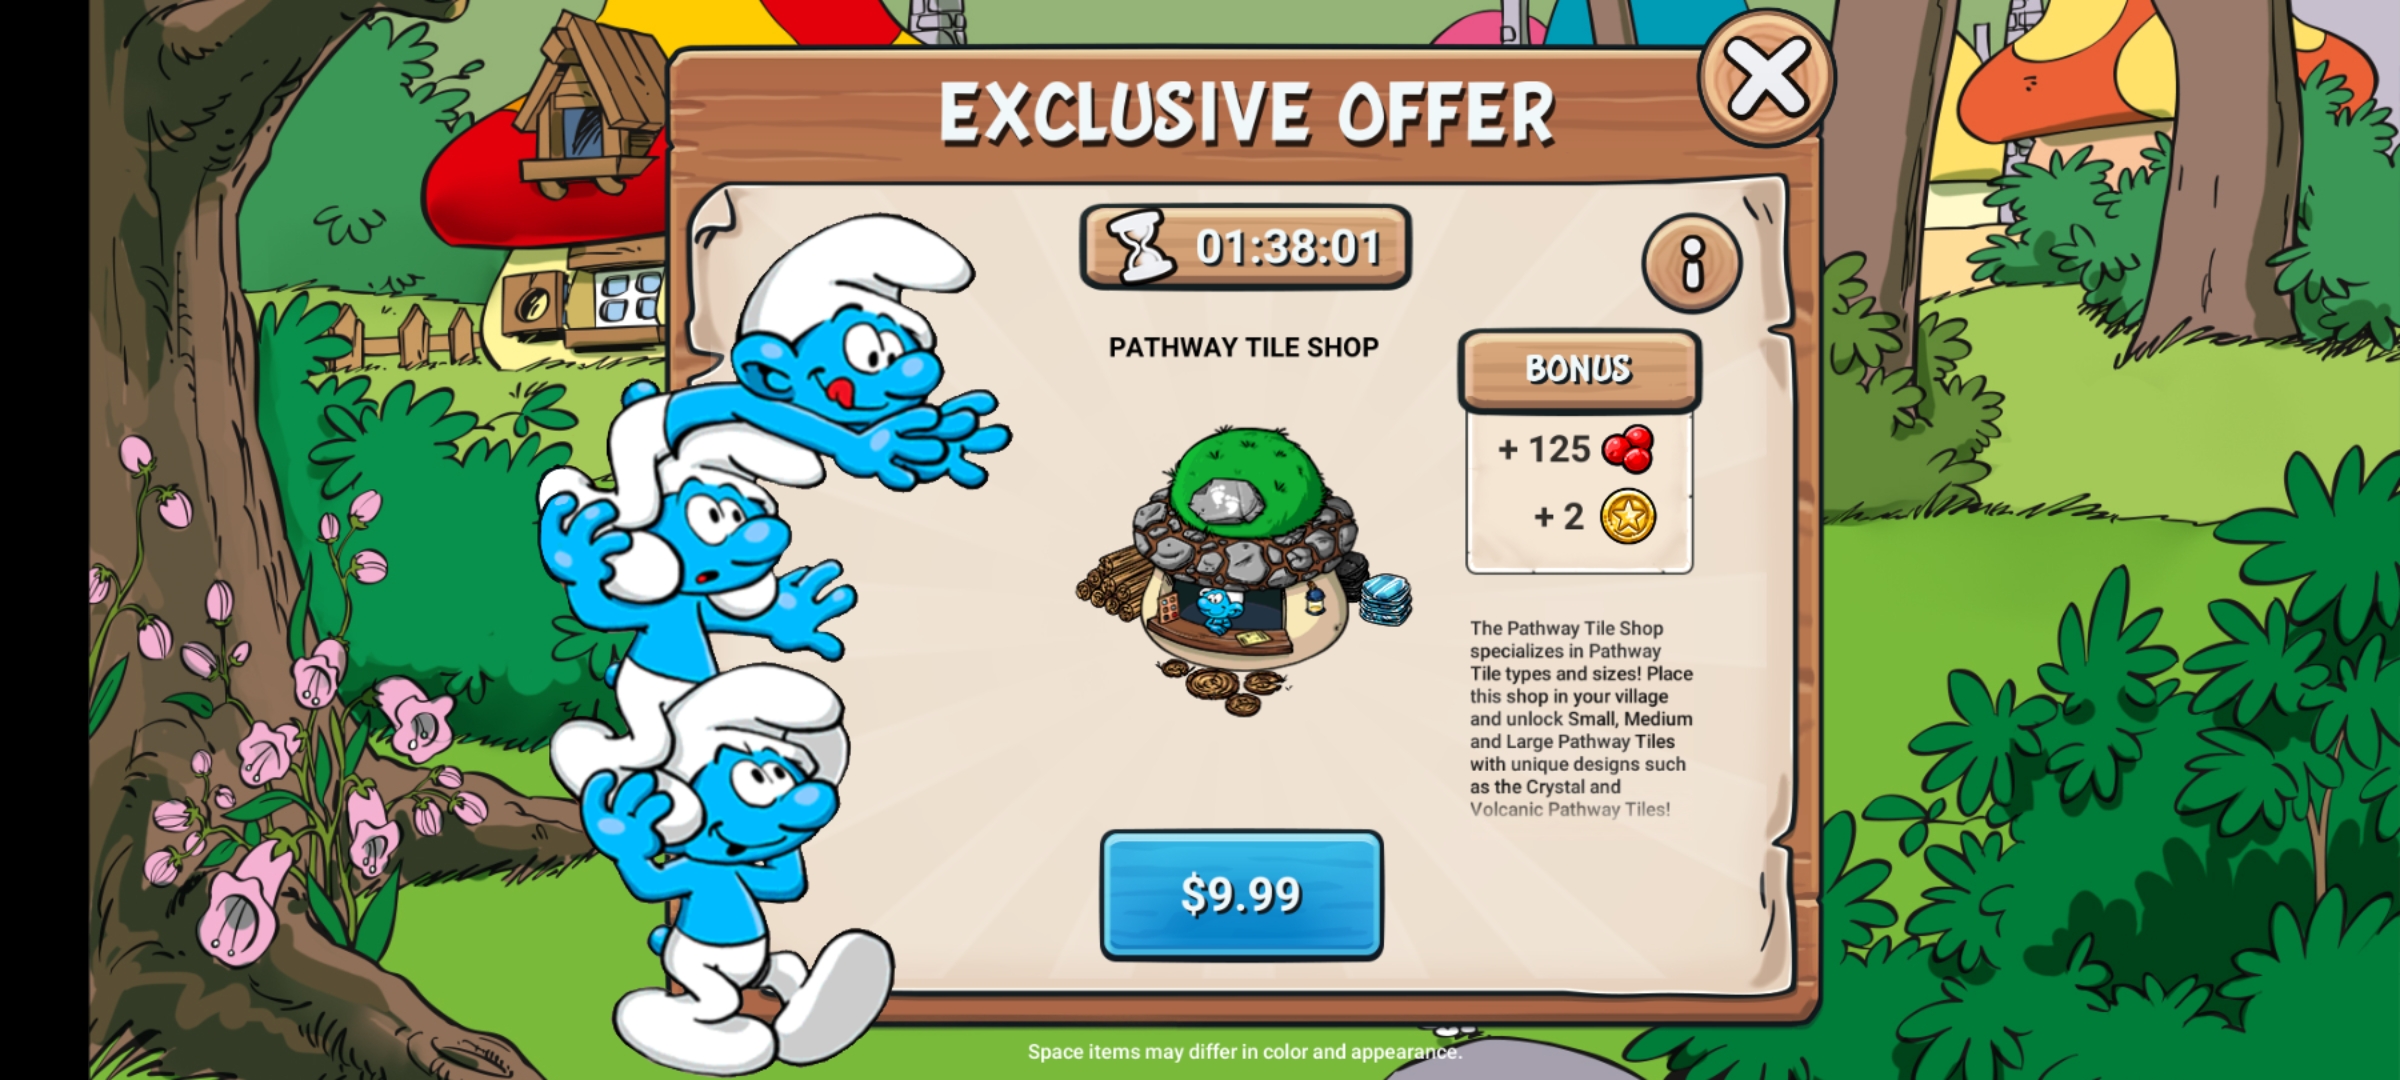 EXCLUSIVE OFFER
01:38:01
PATHWAY TILE SHOP
BONUS
+ 125
+ 2
The Pathway Tile Shop
specializes in Pathway
Tile types and sizes! Place
this shop in your village
and unlock Small, Medium
and Large Pathway Tiles
with unique designs such
as the Crystal and
Volcanic Pathway Tiles!
$9.99
Space items may differ in color and appearance.